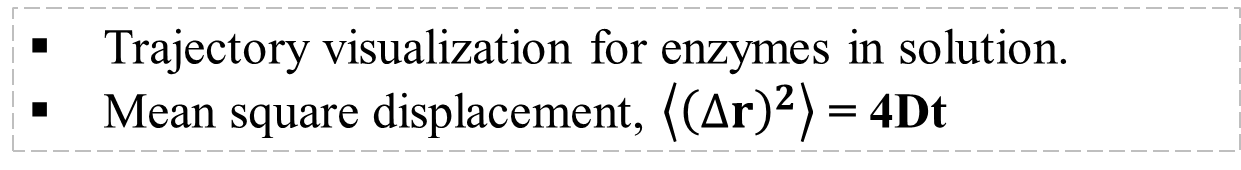 ▪ Trajectory visualization for enzymes in solution.
▪ Mean square displacement, ⟨(Δr)²⟩ = 4Dt